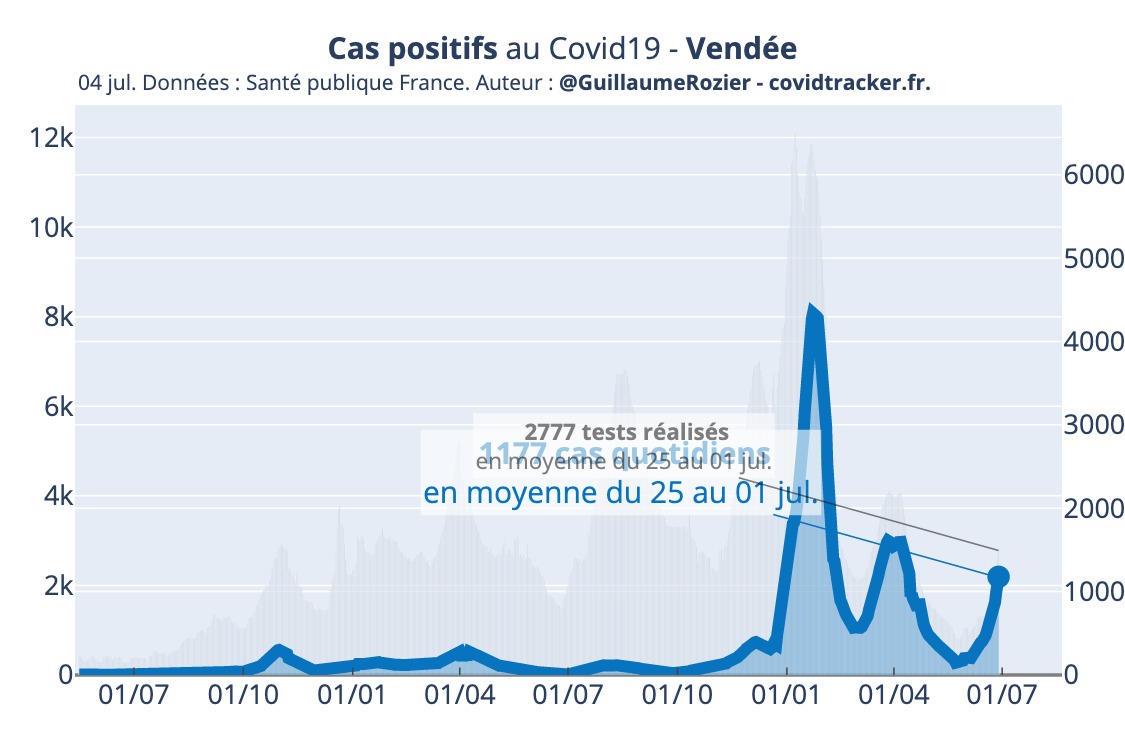 Cas positifs au Covid19 - Vendée
04 jul. Données : Santé publique France. Auteur : @GuillaumeRozier - covidtracker.fr.
12k
10k
8k
6k
4k
2k
0
6000
5000
4000
3000
2000
1000
0
2777 tests réalisés
en moyenne du 25 au 01 jul.
1177 cas quotidiens
en moyenne du 25 au 01 jul.
01/07
01/10
01/01
01/04
01/07
01/10
01/01
01/04
01/07